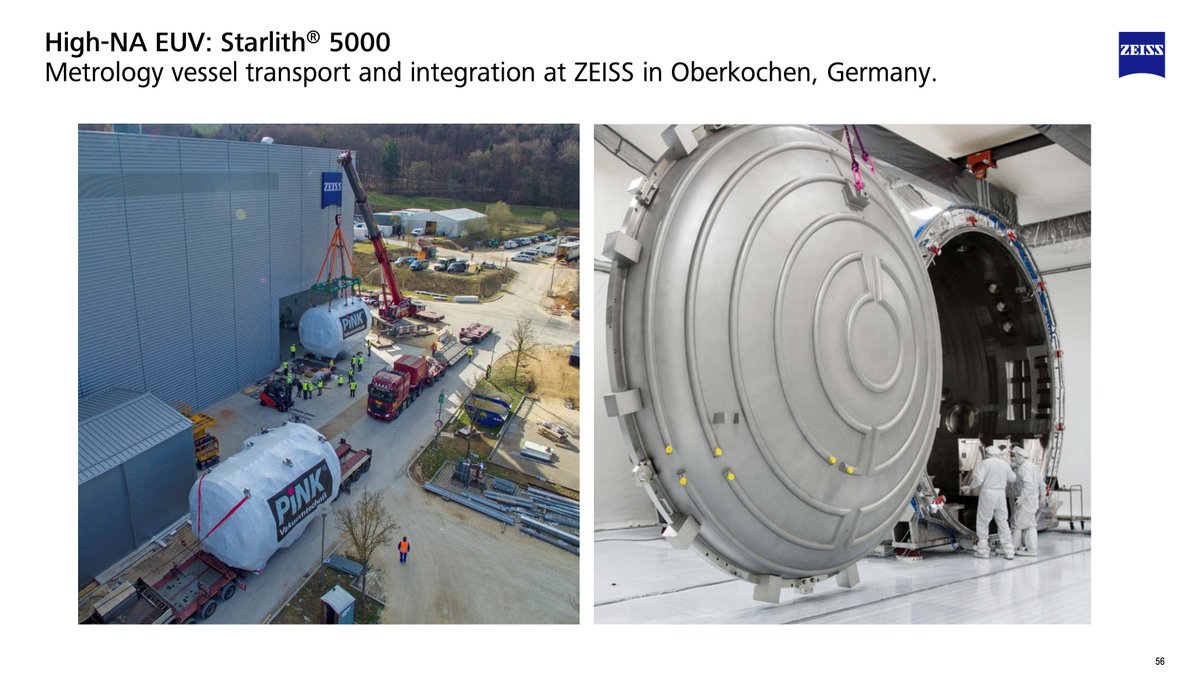 High-NA EUV: Starlith® 5000
Metrology vessel transport and integration at ZEISS in Oberkochen, Germany.
ZEISS
ZEISS
PINK
PINK®
Vakuumtechnik
56